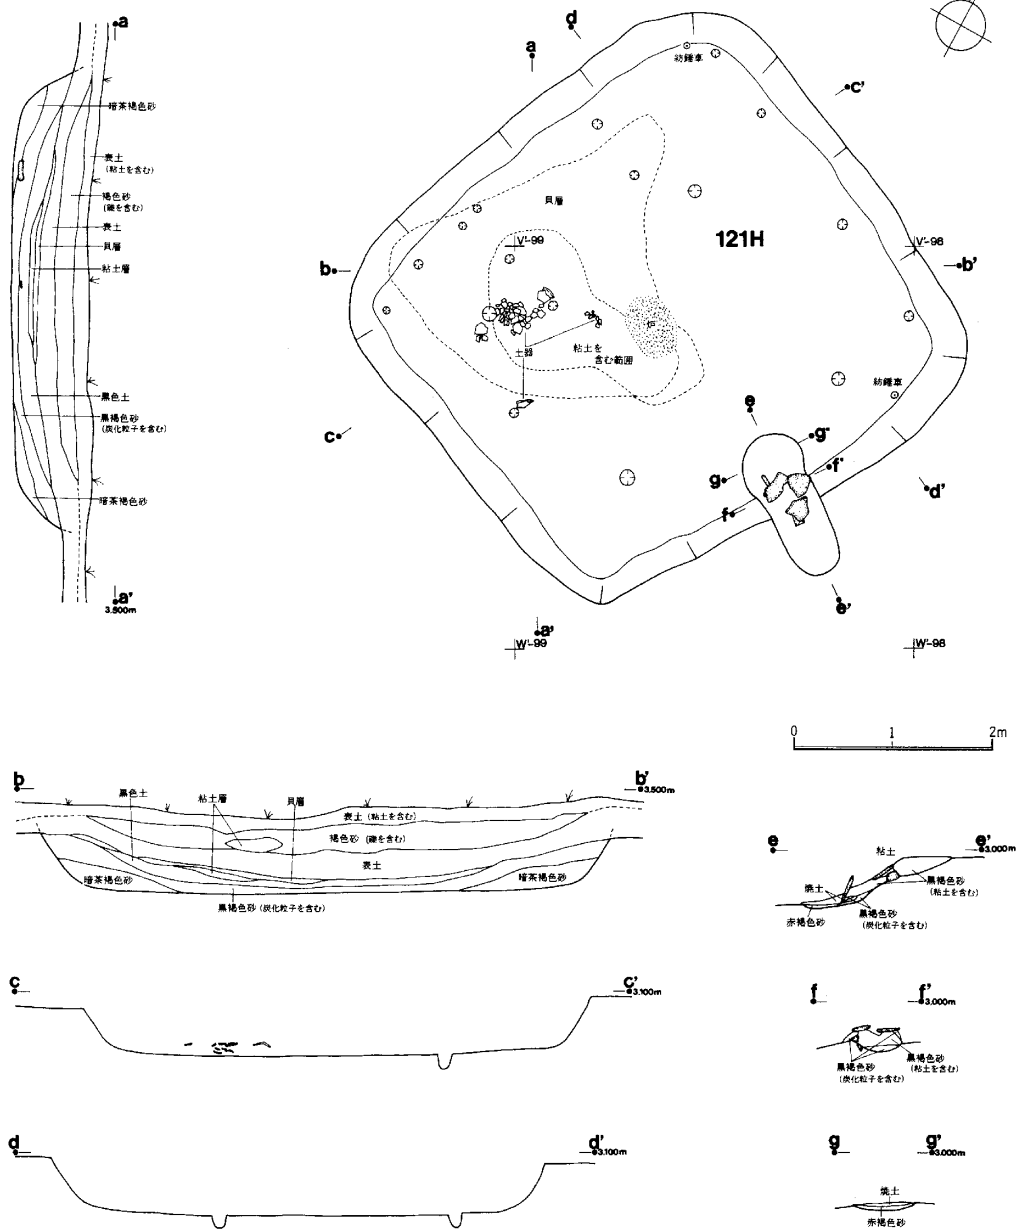 a
暗茶褐色砂
表土
(粘土を含む)
褐色砂
(礫を含む)
表土
貝層
粘土層
黒色土
黒褐色砂
(炭化粒子を含む)
暗茶褐色砂
a'
3.500m
d
a
紡錘車
c'
貝層
121H
V'-99
V'-98
b
b'
土器
粘土を
含む範囲
紡錘車
e
c
g'
f'
g
d'
f
e'
a'
W'-99
W'-98
0 1 2m
b
b'
3.500m
黒色土
粘土層
貝層
表土 (粘土を含む)
褐色砂 (礫を含む)
表土
暗茶褐色砂
暗茶褐色砂
黒褐色砂 (炭化粒子を含む)
e
e'
3.000m
粘土
焼土
黒褐色砂
(粘土を含む)
赤褐色砂
黒褐色砂
(炭化粒子を含む)
c
c'
3.100m
f
f'
3.000m
黒褐色砂
(炭化粒子を含む)
黒褐色砂
(粘土を含む)
d
d'
3.100m
g
g'
3.000m
焼土
赤褐色砂